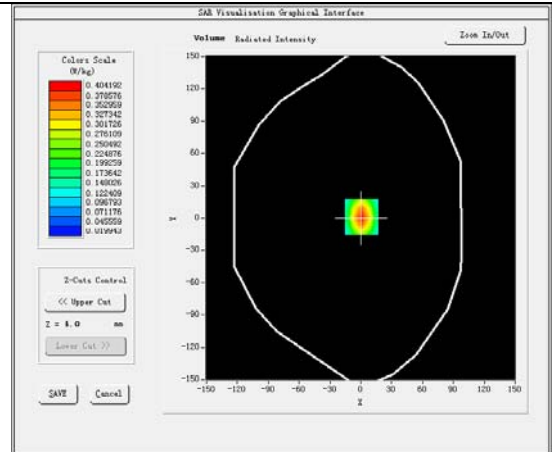 SAR Visualisation Graphical Interface
Zoom In/Out
Volume Radiated Intensity
Colors Scale
(W/kg)
0.404192
0.378576
0.352959
0.327342
0.301726
0.276109
0.250492
0.224876
0.199259
0.173642
0.148026
0.122409
0.096793
0.071176
0.045559
0.019943
Z-Cuts Control
<< Upper Cut
Z = 4.0 mm
Lower Cut >>
SAVE Cancel
150
120
90
60
30
0
-30
-60
-90
-120
-150
Y
-150 -120 -90 -60 -30 0 30 60 90 120 150
X